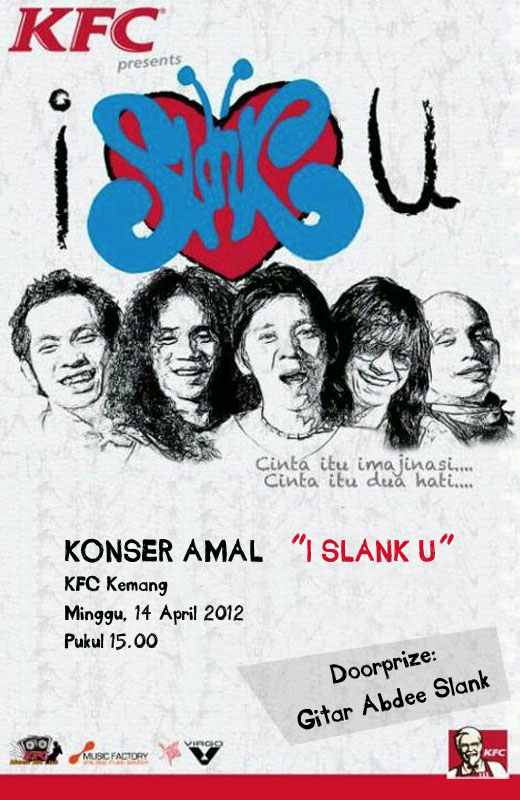 KFC
presents
i Slank u
Cinta itu imajinasi....
Cinta itu dua hati....
KONSER AMAL "I SLANK U"
KFC Kemang
Minggu, 14 April 2012
Pukul 15.00
Doorprize:
Gitar Abdee Slank
KFC
MUSIC FACTORY
VIRGO
KFC